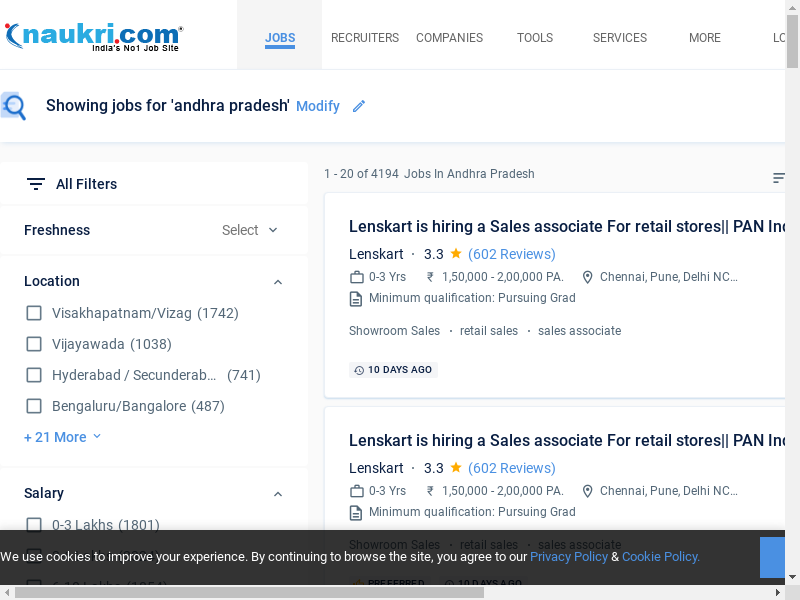 naukri.com
India's No1 Job Site
JOBS
RECRUITERS
COMPANIES
TOOLS
SERVICES
MORE
Showing jobs for 'andhra pradesh' Modify
All Filters
Freshness
Select
Location
Visakhapatnam/Vizag (1742)
Vijayawada (1038)
Hyderabad / Secunderab... (741)
Bengaluru/Bangalore (487)
+ 21 More
Salary
0-3 Lakhs (1801)
1 - 20 of 4194 Jobs In Andhra Pradesh
Lenskart is hiring a Sales associate For retail stores|| PAN
Lenskart · 3.3 ★ (602 Reviews)
0-3 Yrs ₹ 1,50,000 - 2,00,000 PA. Chennai, Pune, Delhi NC...
Minimum qualification: Pursuing Grad
Showroom Sales · retail sales · sales associate
10 DAYS AGO
Lenskart is hiring a Sales associate For retail stores|| PAN
Lenskart · 3.3 ★ (602 Reviews)
0-3 Yrs ₹ 1,50,000 - 2,00,000 PA. Chennai, Pune, Delhi NC...
Minimum qualification: Pursuing Grad
Showroom Sales · retail sales · sales associate
PREFERRED 10 DAYS AGO
We use cookies to improve your experience. By continuing to browse the site, you agree to our Privacy Policy & Cookie Policy.